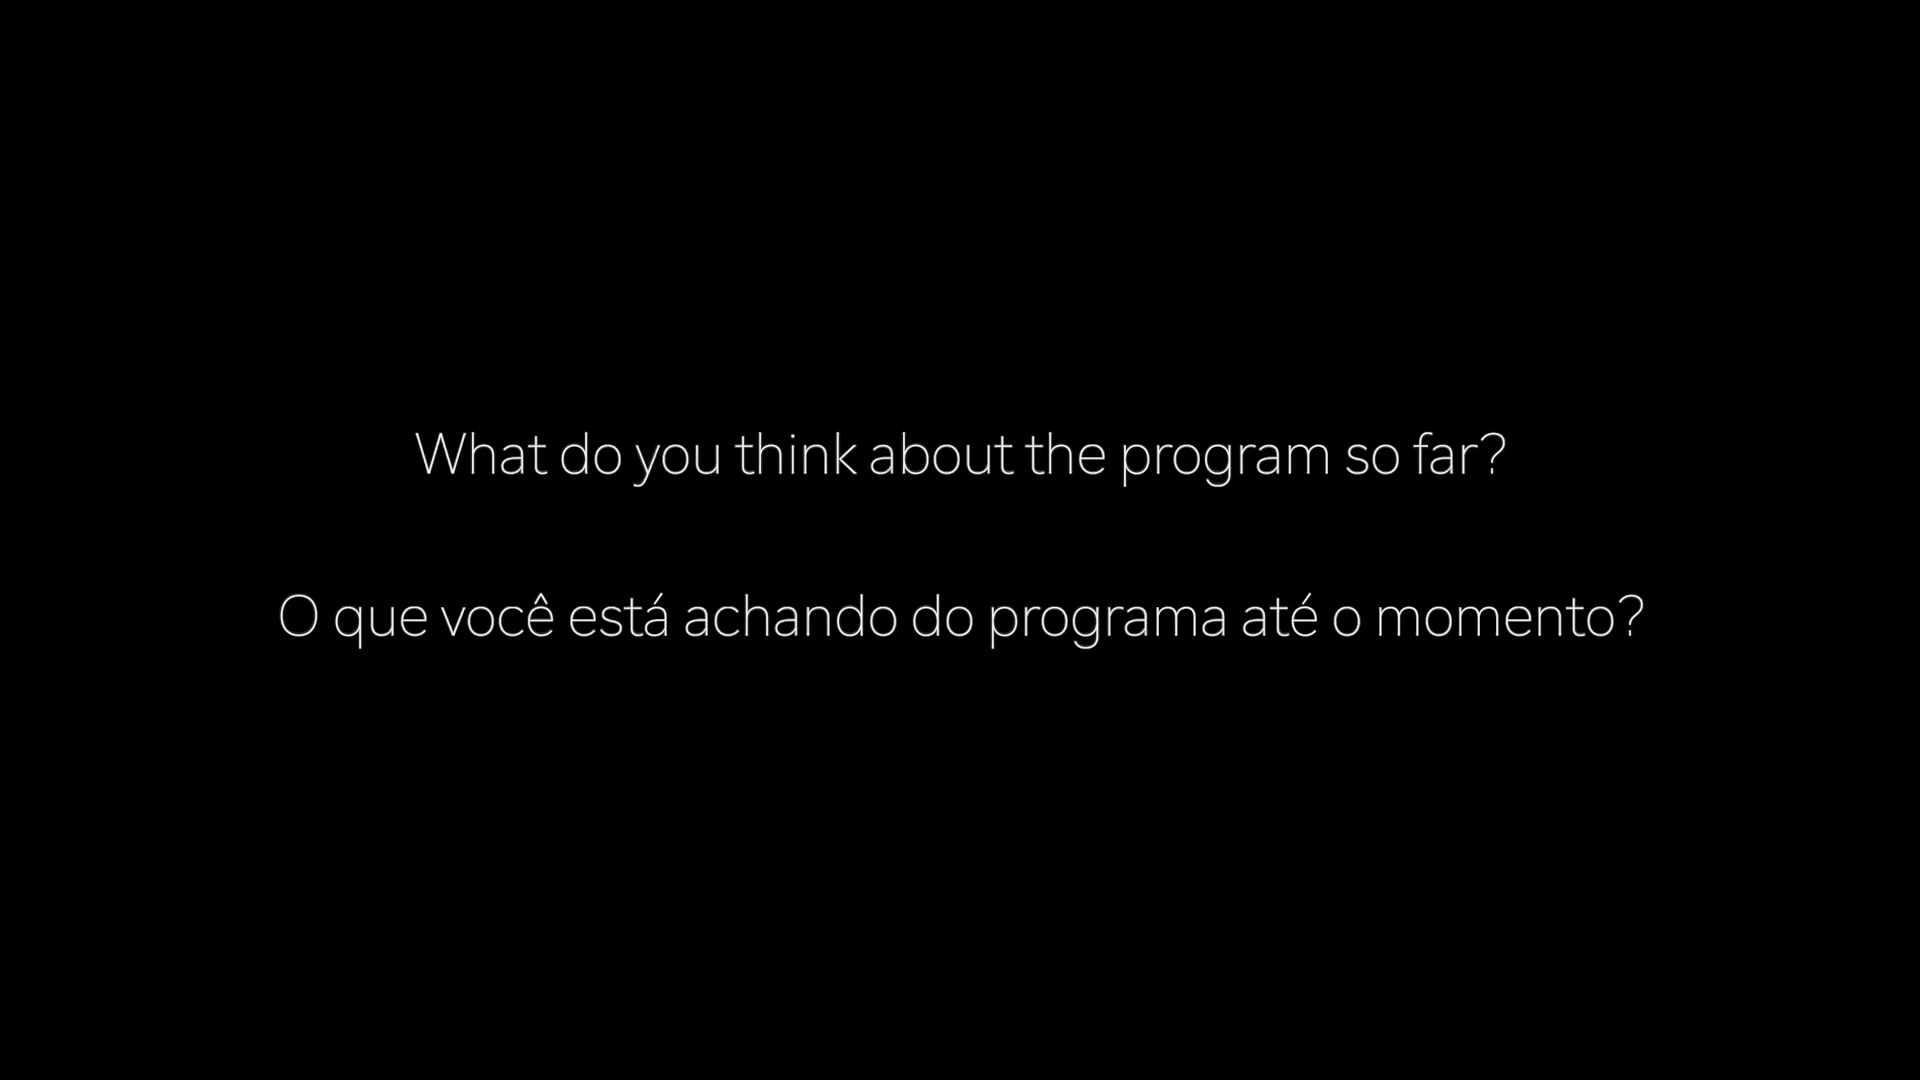 What do you think about the program so far?
O que você está achando do programa até o momento?